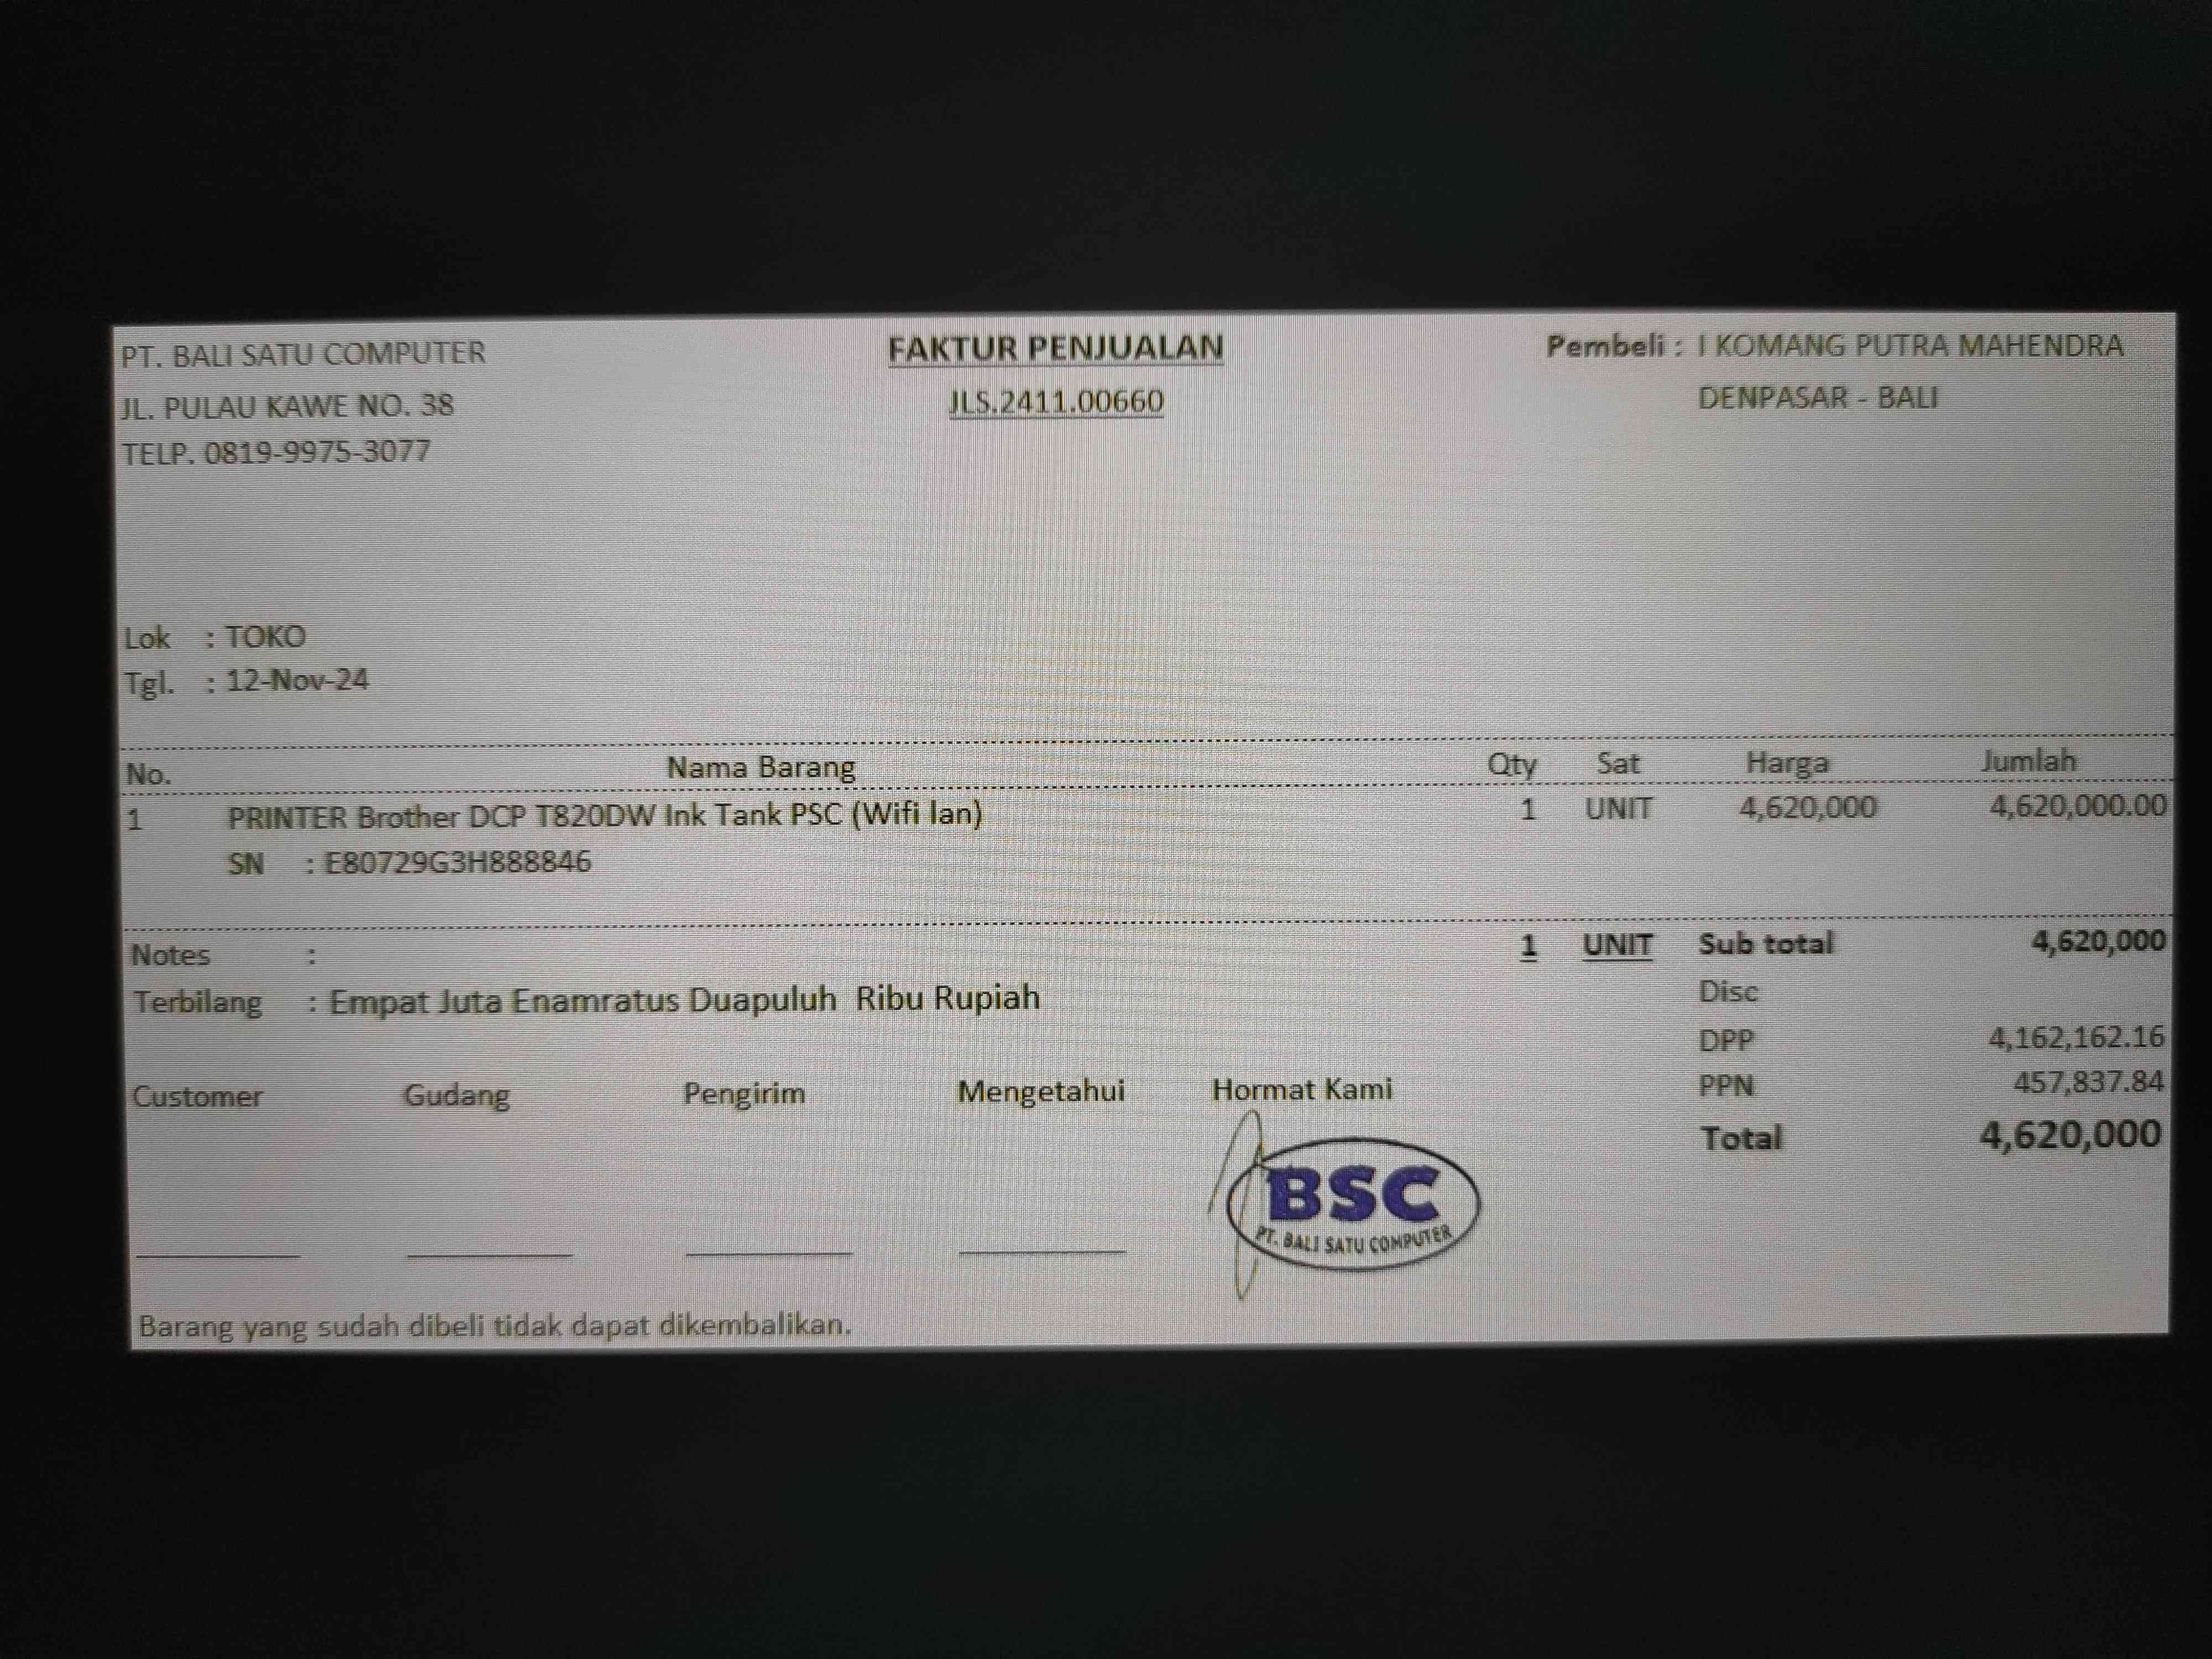 PT. BALI SATU COMPUTER
JL. PULAU KAWE NO. 38
TELP. 0819-9975-3077
FAKTUR PENJUALAN
JLS.2411.00660
Pembeli : I KOMANG PUTRA MAHENDRA
DENPASAR - BALI
Lok : TOKO
Tgl. : 12-Nov-24
No. Nama Barang Qty Sat Harga Jumlah
1 PRINTER Brother DCP T820DW Ink Tank PSC (Wifi lan) 1 UNIT 4,620,000 4,620,000.00
SN : E80729G3H888846
Notes : 1 UNIT Sub total 4,620,000
Terbilang : Empat Juta Enamratus Duapuluh Ribu Rupiah
Disc
DPP 4,162,162.16
PPN 457,837.84
Total 4,620,000
Customer Gudang Pengirim Mengetahui Hormat Kami
BSC
PT. BALI SATU COMPUTER
Barang yang sudah dibeli tidak dapat dikembalikan.